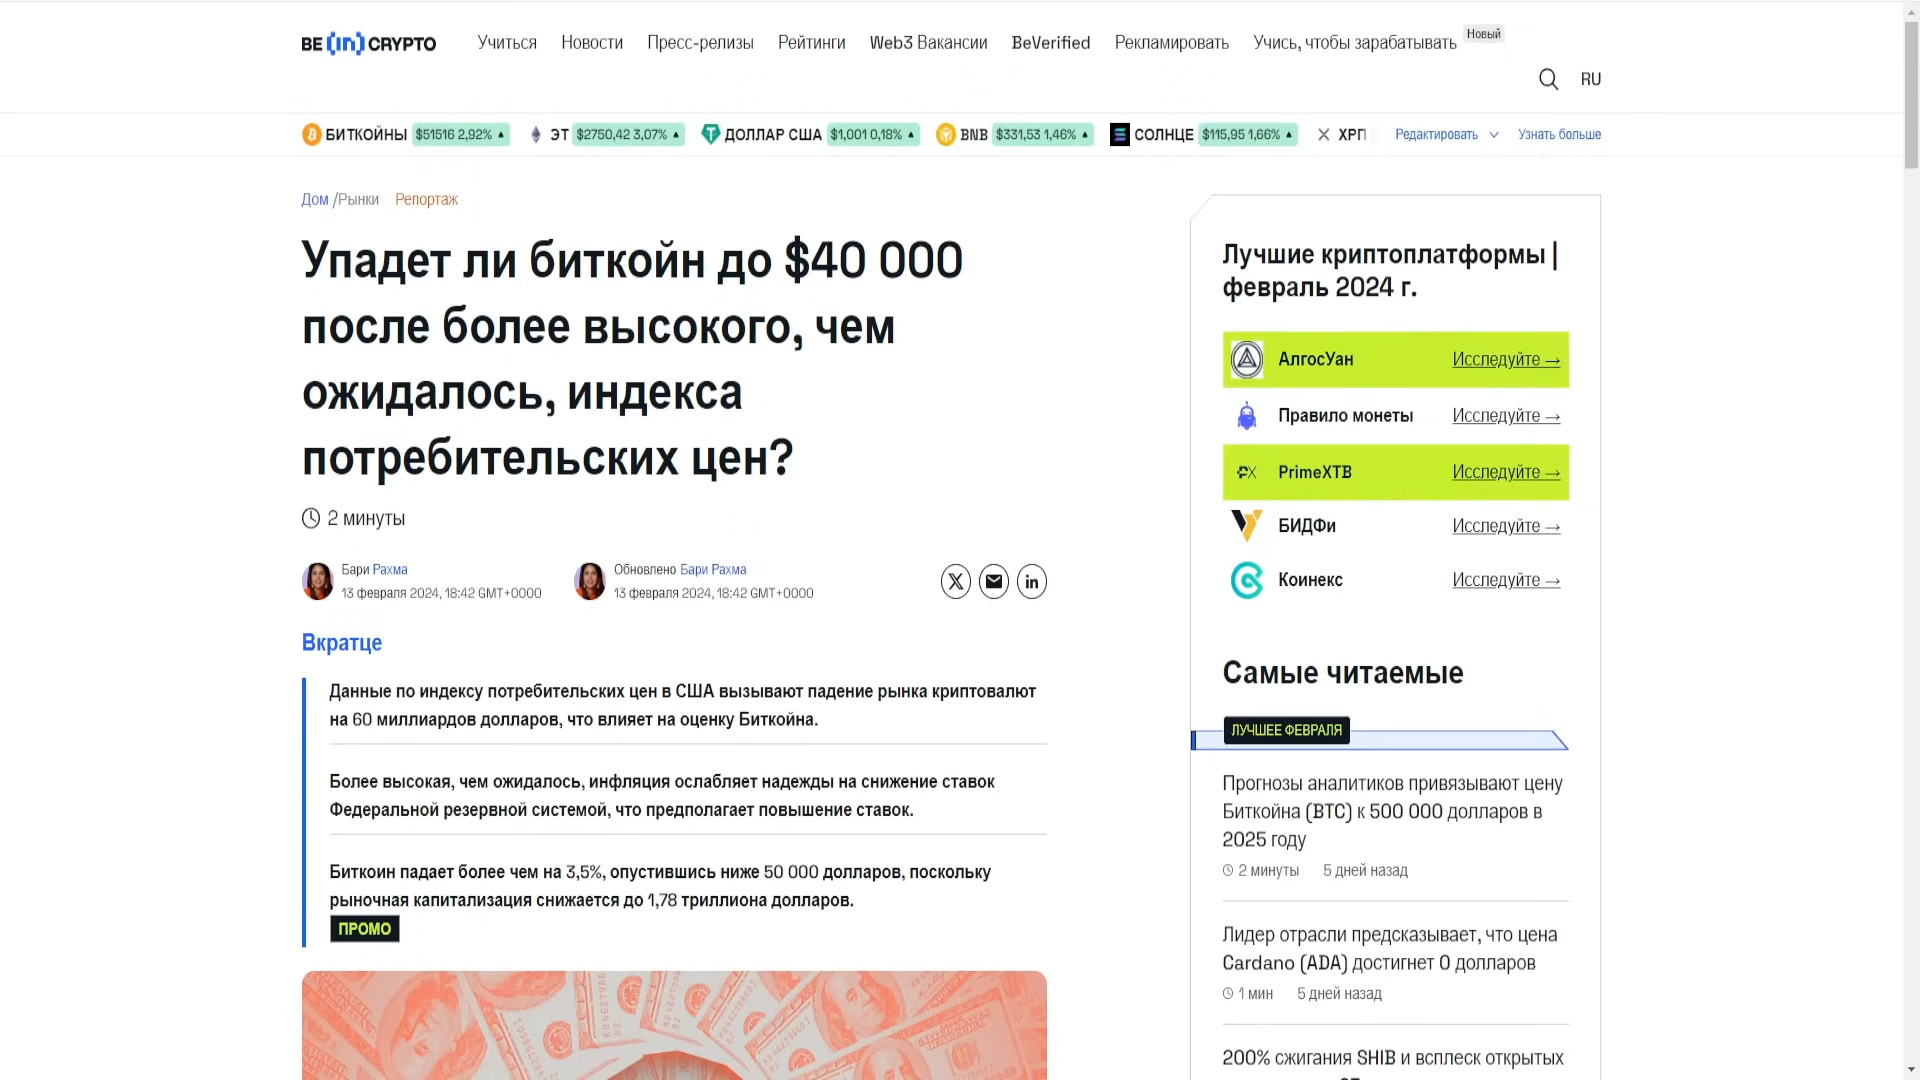 BE [in] CRYPTO
Учиться
Новости
Пресс-релизы
Рейтинги
Web3 Вакансии
BeVerified
Рекламировать
Учись, чтобы зарабатывать
Новый
RU
БИТКОЙНЫ $51516 2,92% ▲
ЭТ $2750,42 3,07% ▲
ДОЛЛАР США $1,001 0,18% ▲
BNB $331,53 1,46% ▲
СОЛНЦЕ $115,95 1,66% ▲
ХРП
Редактировать
Узнать больше
Дом /Рынки Репортаж
Упадет ли биткойн до $40 000
после более высокого, чем
ожидалось, индекса
потребительских цен?
2 минуты
Бари Рахма
13 февраля 2024, 18:42 GMT+0000
Обновлено Бари Рахма
13 февраля 2024, 18:42 GMT+0000
Вкратце
Данные по индексу потребительских цен в США вызывают падение рынка криптовалют
на 60 миллиардов долларов, что влияет на оценку Биткойна.
Более высокая, чем ожидалось, инфляция ослабляет надежды на снижение ставок
Федеральной резервной системой, что предполагает повышение ставок.
Биткоин падает более чем на 3,5%, опустившись ниже 50 000 долларов, поскольку
рыночная капитализация снижается до 1,78 триллиона долларов.
ПРОМО
Лучшие криптоплатформы |
февраль 2024 г.
АлгосУан Исследуйте →
Правило монеты Исследуйте →
PrimeXTB Исследуйте →
БИДФи Исследуйте →
Коинекс Исследуйте →
Самые читаемые
ЛУЧШЕЕ ФЕВРАЛЯ
Прогнозы аналитиков привязывают цену
Биткойна (BTC) к 500 000 долларов в
2025 году
2 минуты 5 дней назад
Лидер отрасли предсказывает, что цена
Cardano (ADA) достигнет 0 долларов
1 мин 5 дней назад
200% сжигания SHIB и всплеск открытых